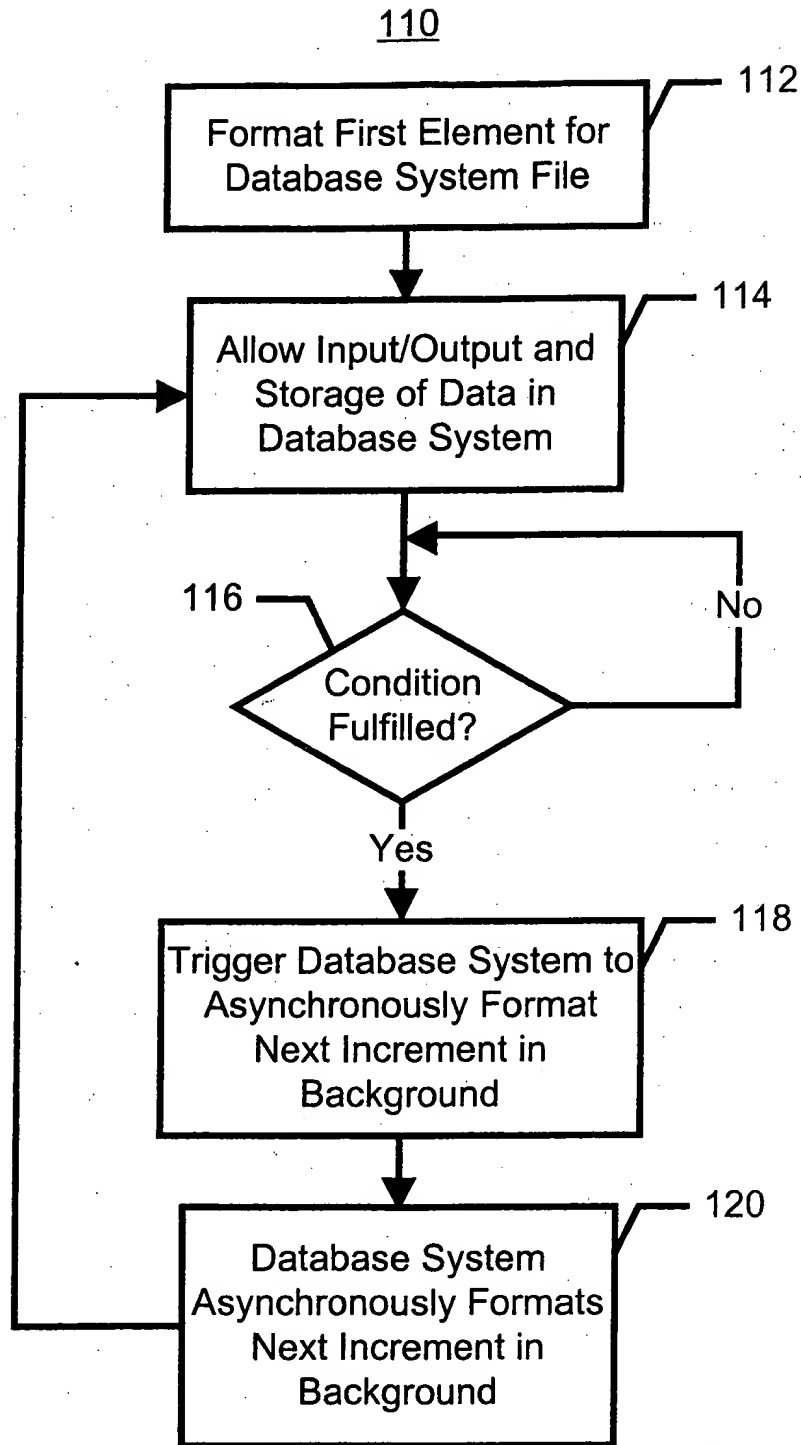 110
112
Format First Element for
Database System File
114
Allow Input/Output and
Storage of Data in
Database System
116
No
Condition
Fulfilled?
Yes
118
Trigger Database System to
Asynchronously Format
Next Increment in
Background
120
Database System
Asynchronously Formats
Next Increment in
Background